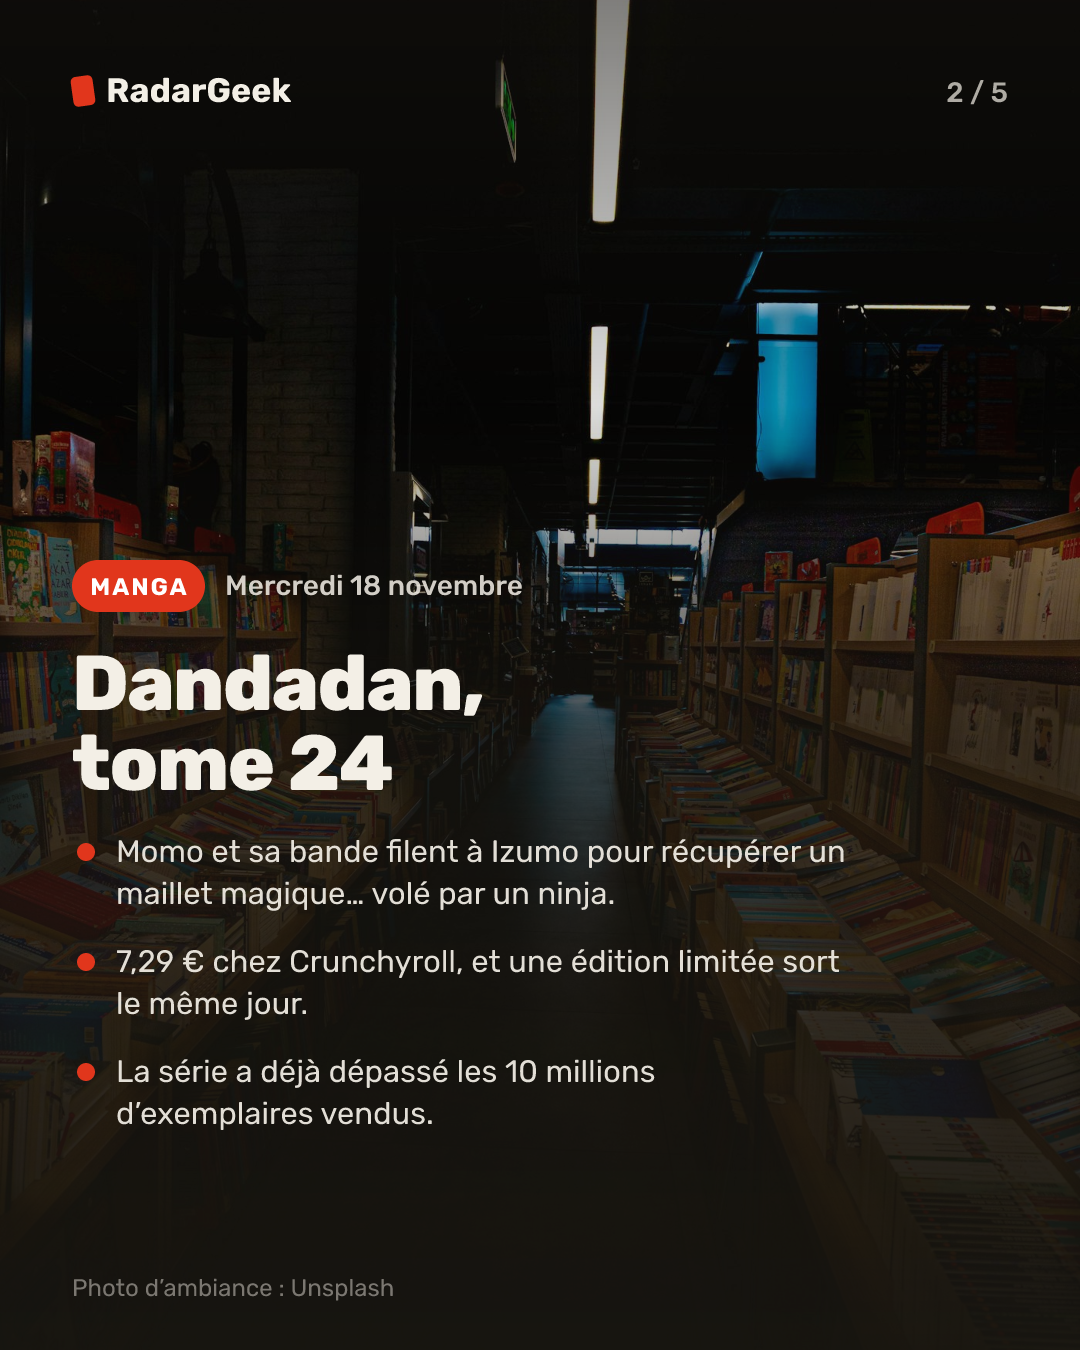 RadarGeek
2 / 5
MANGA Mercredi 18 novembre
Dandadan,
tome 24
Momo et sa bande filent à Izumo pour récupérer un
maillet magique… volé par un ninja.
7,29 € chez Crunchyroll, et une édition limitée sort
le même jour.
La série a déjà dépassé les 10 millions
d’exemplaires vendus.
Photo d’ambiance : Unsplash